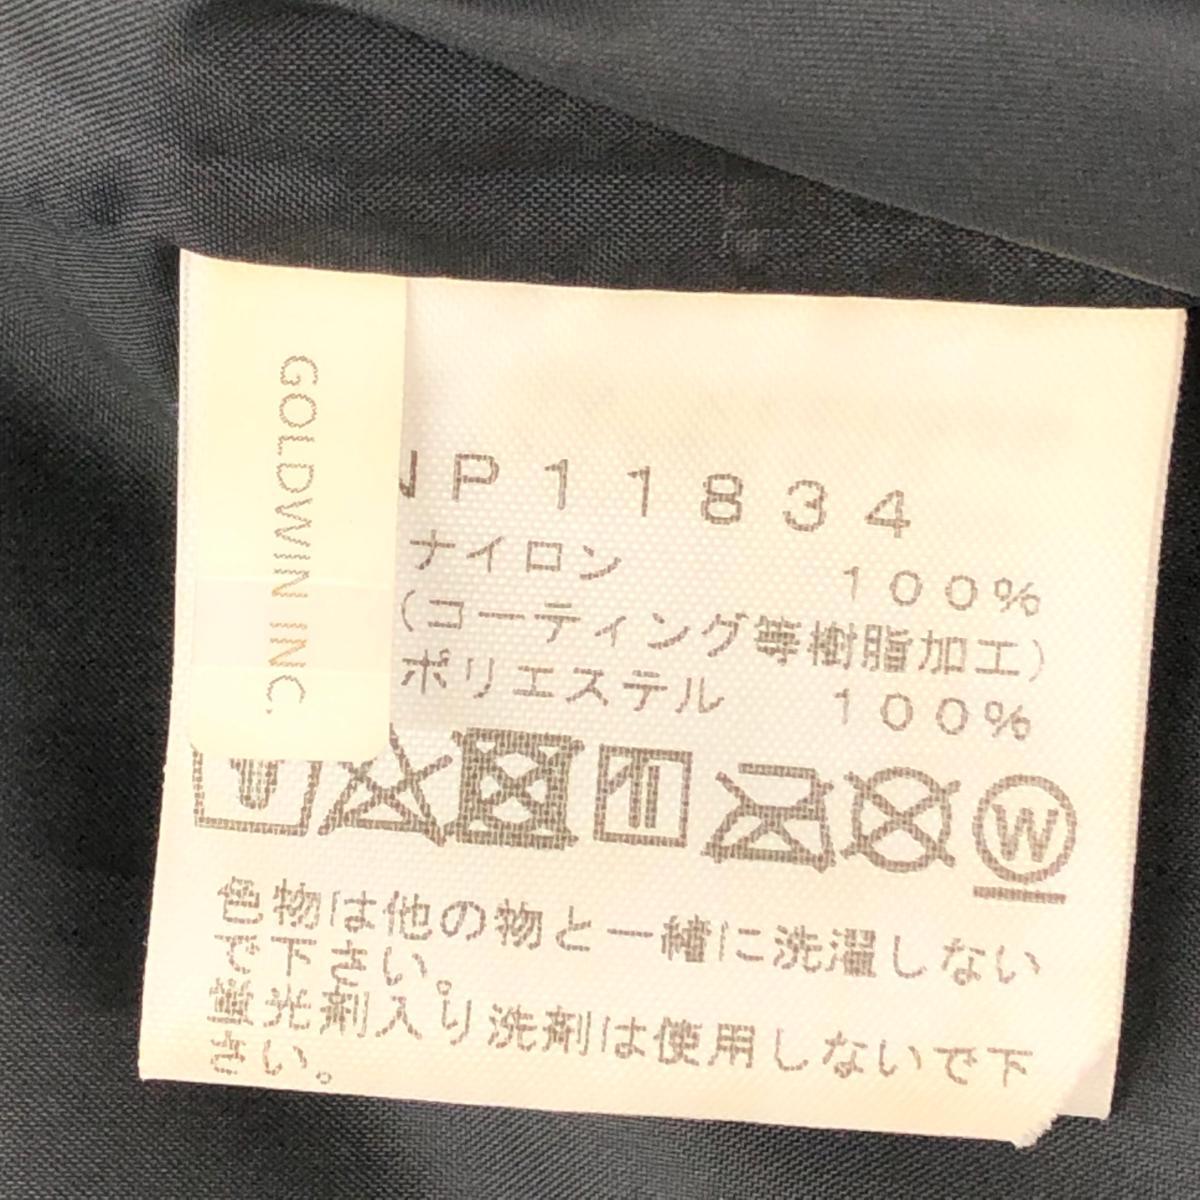 GOLDWIN INC.
NP11834
ナイロン 100%
(コーティング等樹脂加工)
ポリエステル 100%
W
色物は他の物と一緒に洗濯しない
で下さい。
蛍光剤入り洗剤は使用しないで下
さい。